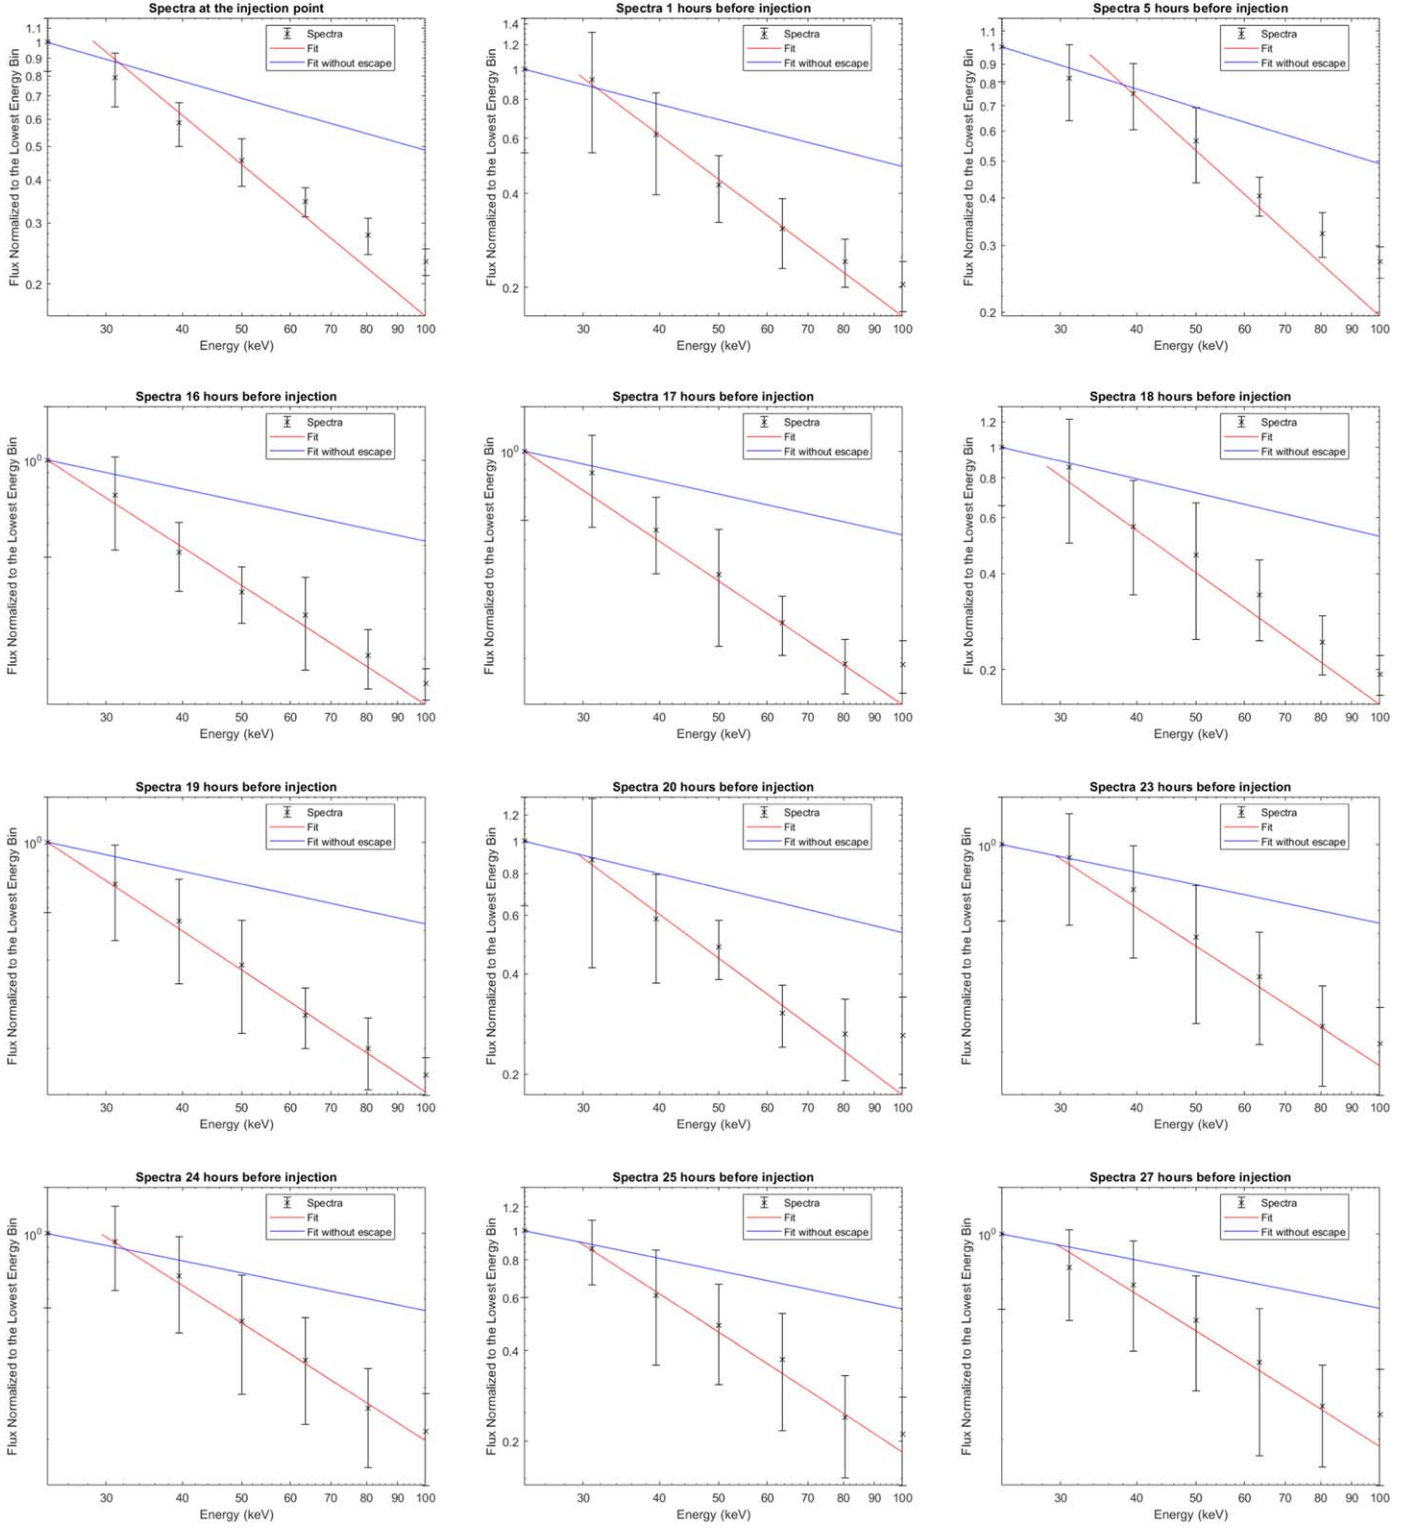 Spectra at the injection point
Spectra
Fit
Fit without escape
1.1
1
0.9
0.8
0.7
0.6
0.5
0.4
0.3
0.2
Flux Normalized to the Lowest Energy Bin
30 40 50 60 70 80 90 100
Energy (keV)
Spectra 1 hours before injection
Spectra
Fit
Fit without escape
1.4
1.2
1
0.8
0.6
0.4
0.2
Flux Normalized to the Lowest Energy Bin
30 40 50 60 70 80 90 100
Energy (keV)
Spectra 5 hours before injection
Spectra
Fit
Fit without escape
1.1
1
0.9
0.8
0.7
0.6
0.5
0.4
0.3
0.2
Flux Normalized to the Lowest Energy Bin
30 40 50 60 70 80 90 100
Energy (keV)
Spectra 16 hours before injection
Spectra
Fit
Fit without escape
10⁰
Flux Normalized to the Lowest Energy Bin
30 40 50 60 70 80 90 100
Energy (keV)
Spectra 17 hours before injection
Spectra
Fit
Fit without escape
10⁰
Flux Normalized to the Lowest Energy Bin
30 40 50 60 70 80 90 100
Energy (keV)
Spectra 18 hours before injection
Spectra
Fit
Fit without escape
1.2
1
0.8
0.6
0.4
0.2
Flux Normalized to the Lowest Energy Bin
30 40 50 60 70 80 90 100
Energy (keV)
Spectra 19 hours before injection
Spectra
Fit
Fit without escape
10⁰
Flux Normalized to the Lowest Energy Bin
30 40 50 60 70 80 90 100
Energy (keV)
Spectra 20 hours before injection
Spectra
Fit
Fit without escape
1.2
1
0.8
0.6
0.4
0.2
Flux Normalized to the Lowest Energy Bin
30 40 50 60 70 80 90 100
Energy (keV)
Spectra 23 hours before injection
Spectra
Fit
Fit without escape
10⁰
Flux Normalized to the Lowest Energy Bin
30 40 50 60 70 80 90 100
Energy (keV)
Spectra 24 hours before injection
Spectra
Fit
Fit without escape
10⁰
Flux Normalized to the Lowest Energy Bin
30 40 50 60 70 80 90 100
Energy (keV)
Spectra 25 hours before injection
Spectra
Fit
Fit without escape
1.2
1
0.8
0.6
0.4
0.2
Flux Normalized to the Lowest Energy Bin
30 40 50 60 70 80 90 100
Energy (keV)
Spectra 27 hours before injection
Spectra
Fit
Fit without escape
10⁰
Flux Normalized to the Lowest Energy Bin
30 40 50 60 70 80 90 100
Energy (keV)